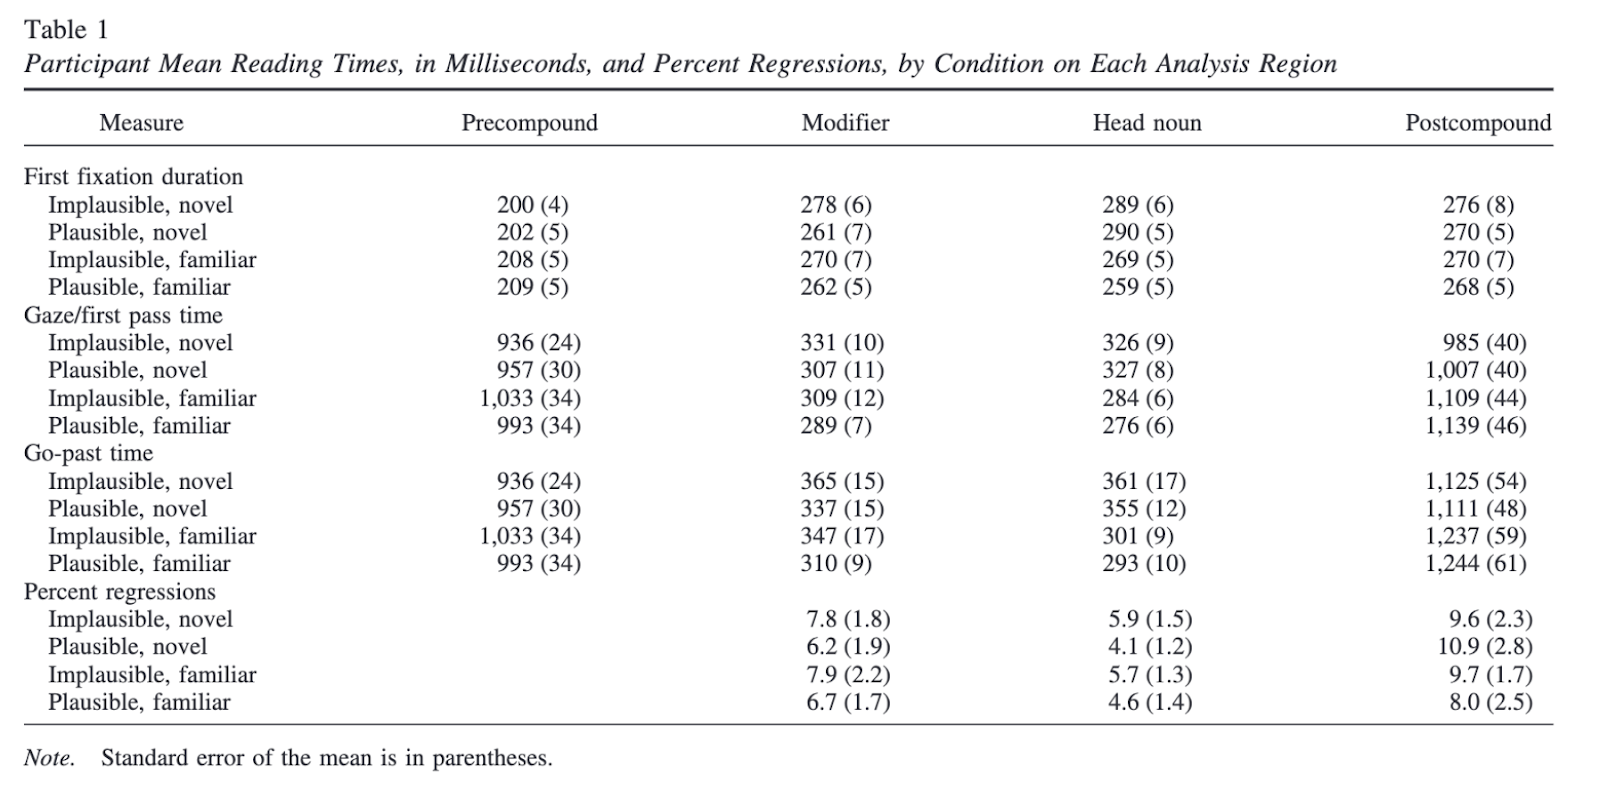 Table 1
Participant Mean Reading Times, in Milliseconds, and Percent Regressions, by Condition on Each Analysis Region
Measure Precompound Modifier Head noun Postcompound
First fixation duration
Implausible, novel 200 (4) 278 (6) 289 (6) 276 (8)
Plausible, novel 202 (5) 261 (7) 290 (5) 270 (5)
Implausible, familiar 208 (5) 270 (7) 269 (5) 270 (7)
Plausible, familiar 209 (5) 262 (5) 259 (5) 268 (5)
Gaze/first pass time
Implausible, novel 936 (24) 331 (10) 326 (9) 985 (40)
Plausible, novel 957 (30) 307 (11) 327 (8) 1,007 (40)
Implausible, familiar 1,033 (34) 309 (12) 284 (6) 1,109 (44)
Plausible, familiar 993 (34) 289 (7) 276 (6) 1,139 (46)
Go-past time
Implausible, novel 936 (24) 365 (15) 361 (17) 1,125 (54)
Plausible, novel 957 (30) 337 (15) 355 (12) 1,111 (48)
Implausible, familiar 1,033 (34) 347 (17) 301 (9) 1,237 (59)
Plausible, familiar 993 (34) 310 (9) 293 (10) 1,244 (61)
Percent regressions
Implausible, novel 7.8 (1.8) 5.9 (1.5) 9.6 (2.3)
Plausible, novel 6.2 (1.9) 4.1 (1.2) 10.9 (2.8)
Implausible, familiar 7.9 (2.2) 5.7 (1.3) 9.7 (1.7)
Plausible, familiar 6.7 (1.7) 4.6 (1.4) 8.0 (2.5)
Note. Standard error of the mean is in parentheses.